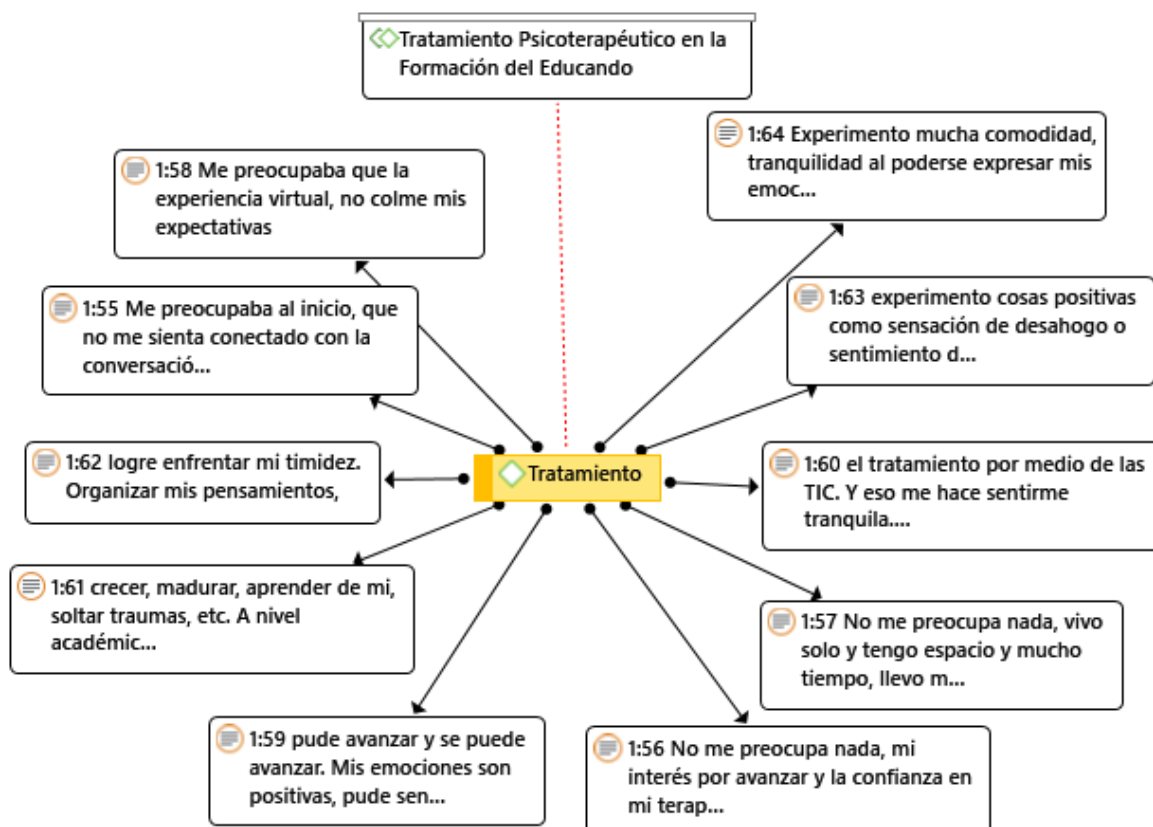 Tratamiento Psicoterapéutico en la
Formación del Educando
1:64 Experimento mucha comodidad,
tranquilidad al poderse expresar mis
emoc...
1:58 Me preocupaba que la
experiencia virtual, no colme mis
expectativas
1:63 experimento cosas positivas
como sensación de desahogo o
sentimiento d...
1:55 Me preocupaba al inicio, que
no me sienta conectado con la
conversació...
1:62 logre enfrentar mi timidez.
Organizar mis pensamientos,
Tratamiento
1:60 el tratamiento por medio de las
TIC. Y eso me hace sentirme
tranquila....
1:61 crecer, madurar, aprender de mi,
soltar traumas, etc. A nivel
académic...
1:57 No me preocupa nada, vivo
solo y tengo espacio y mucho
tiempo, llevo m...
1:59 pude avanzar y se puede
avanzar. Mis emociones son
positivas, pude sen...
1:56 No me preocupa nada, mi
interés por avanzar y la confianza en
mi terap...